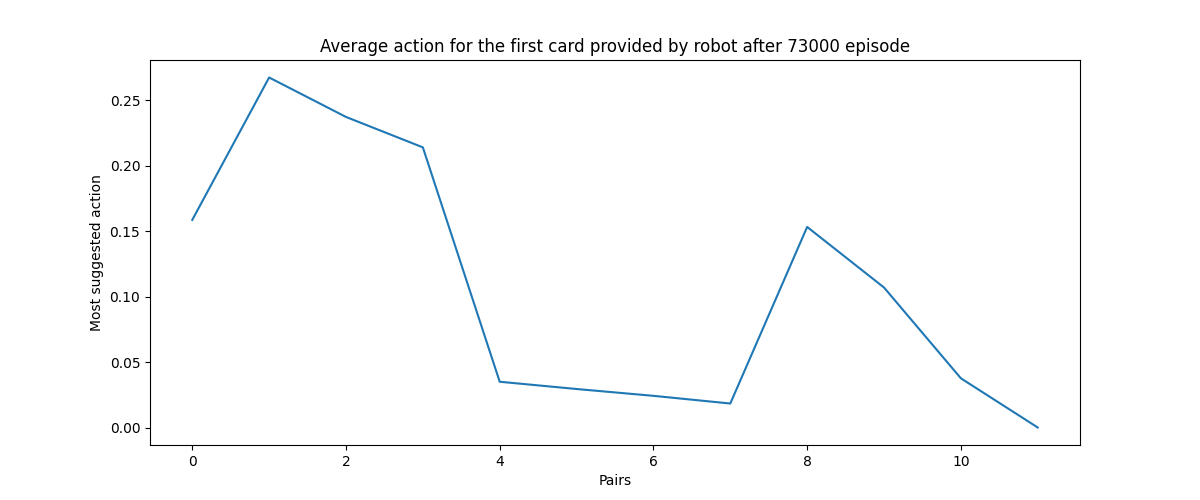 Average action for the first card provided by robot after 73000 episode
Most suggested action
0.25
0.20
0.15
0.10
0.05
0.00
0 2 4 6 8 10
Pairs